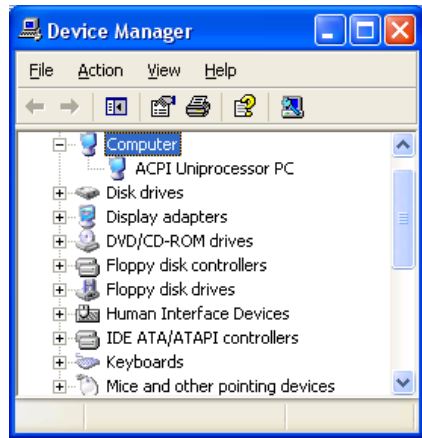 Device Manager
File Action View Help
Computer
ACPI Uniprocessor PC
Disk drives
Display adapters
DVD/CD-ROM drives
Floppy disk controllers
Floppy disk drives
Human Interface Devices
IDE ATA/ATAPI controllers
Keyboards
Mice and other pointing devices